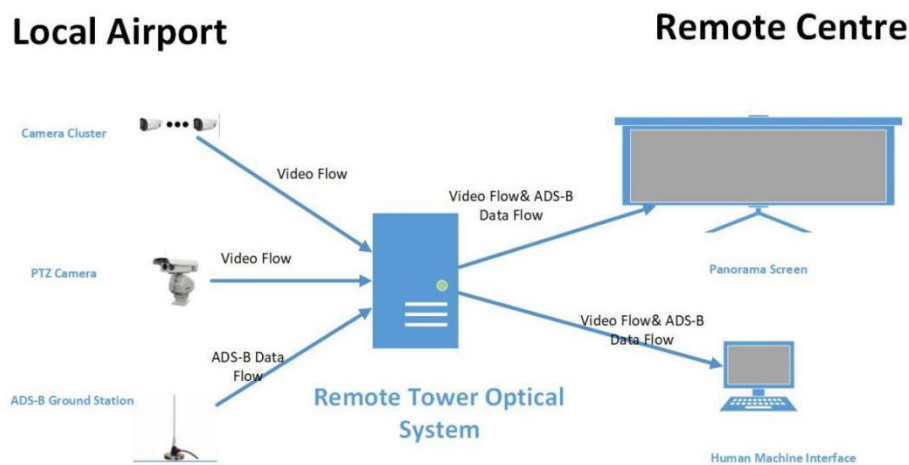 Local Airport
Remote Centre
Camera Cluster
Video Flow
Video Flow& ADS-B
Data Flow
PTZ Camera
Video Flow
Panorama Screen
Video Flow& ADS-B
Data Flow
ADS-B Data
Flow
ADS-B Ground Station
Remote Tower Optical
System
Human Machine Interface